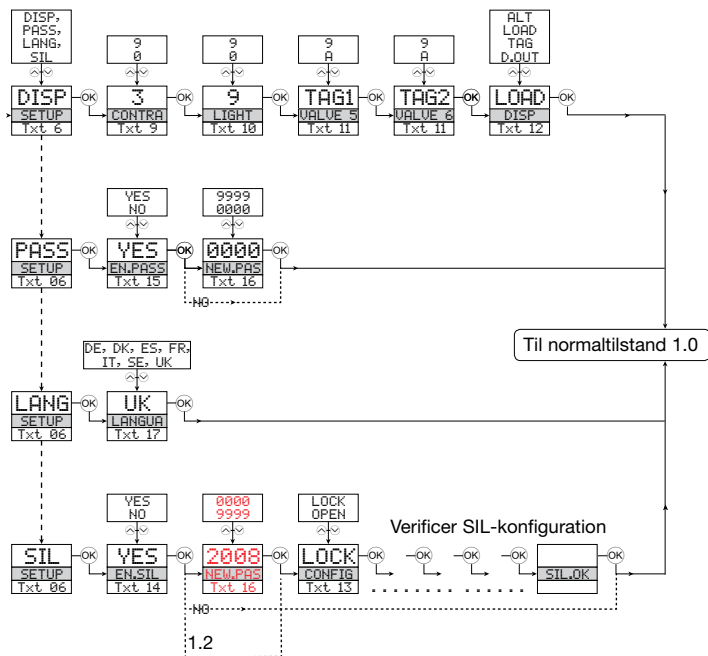 DISP,
PASS,
LANG,
SIL
9
0
9
0
9
A
9
A
ALT
LOAD
TAG
D.OUT
DISP OK 3 OK 9 OK TAG1 OK TAG2 OK LOAD OK
SETUP CONTRA LIGHT VALVE 5 VALVE 6 DISP
Txt 6 Txt 9 Txt 10 Txt 11 Txt 11 Txt 12
YES
NO
9999
0000
PASS OK YES OK 0000 OK
SETUP EN.PASS NEW.PAS
Txt 06 Txt 15 Txt 16
NO
Til normaltilstand 1.0
DE, DK, ES, FR,
IT, SE, UK
LANG OK UK OK
SETUP LANGUA
Txt 06 Txt 17
YES
NO
0000
9999
LOCK
OPEN
Verificer SIL-konfiguration
SIL OK YES OK 2008 OK LOCK OK OK OK OK OK
SETUP EN.SIL NEW.PAS CONFIG SIL.OK
Txt 06 Txt 14 Txt 16 Txt 13
NO
1.2